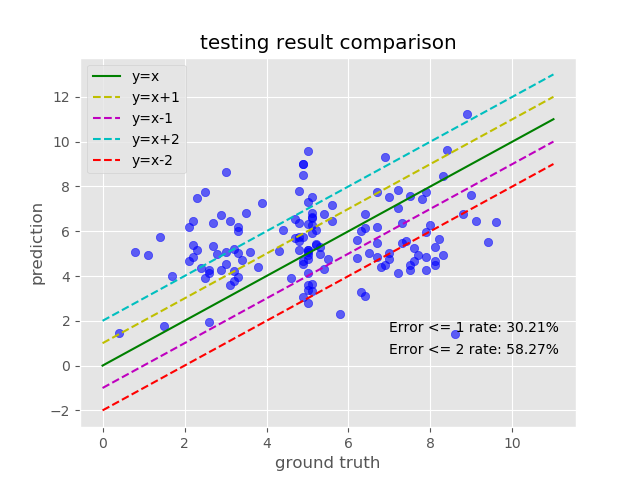 testing result comparison
y=x
y=x+1
y=x-1
y=x+2
y=x-2
12
10
8
6
4
2
0
−2
prediction
Error <= 1 rate: 30.21%
Error <= 2 rate: 58.27%
0 2 4 6 8 10
ground truth